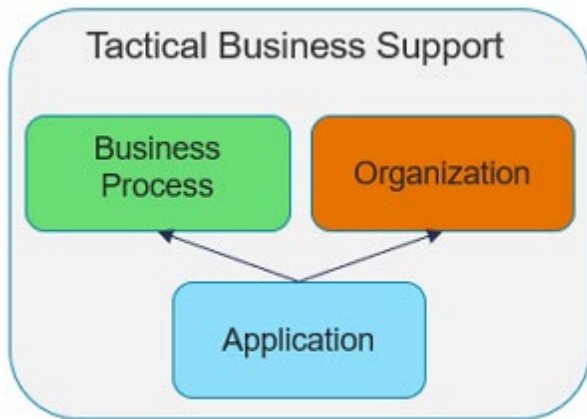 Tactical Business Support
Business
Process
Organization
Application